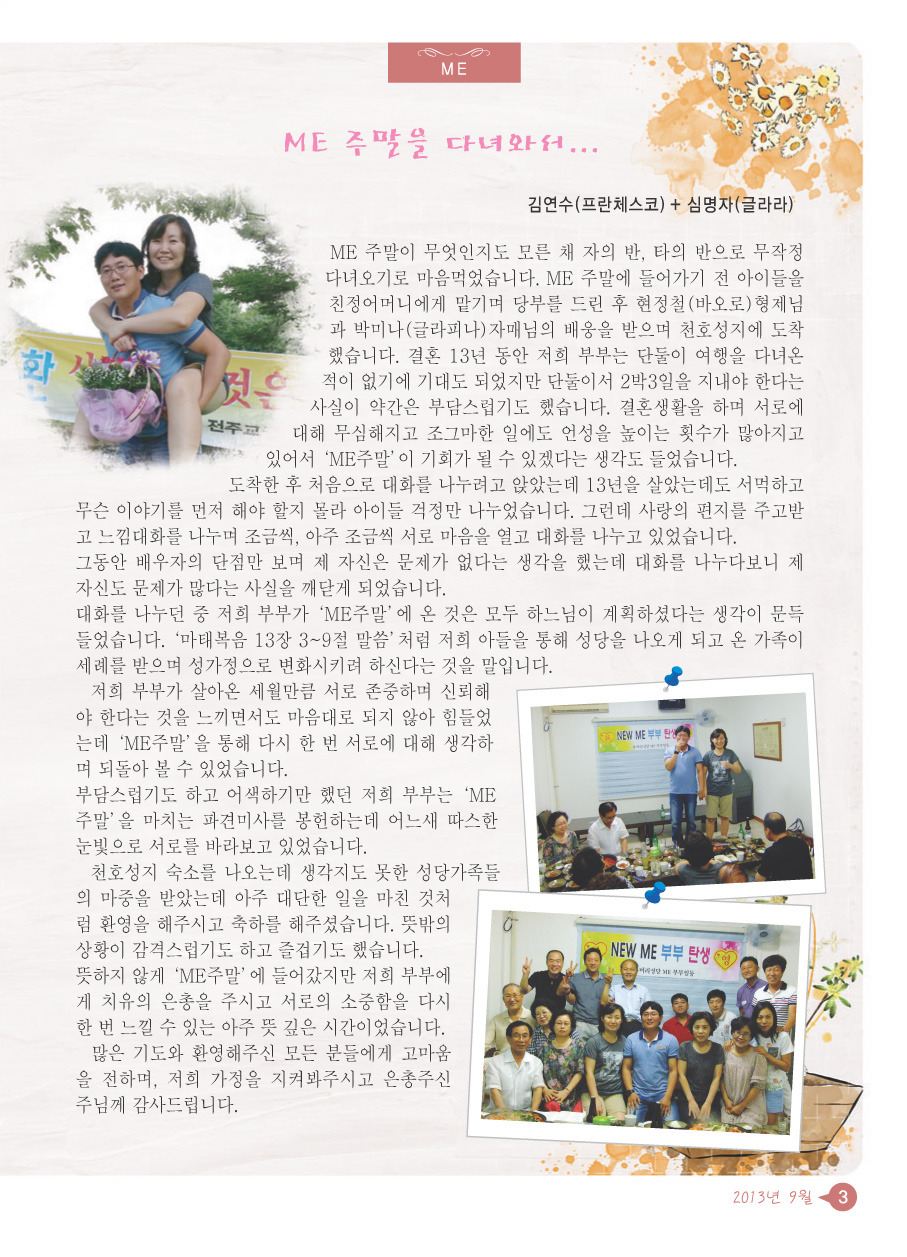 ME
ME 주말을 다녀와서...
김연수(프란체스코) + 심명자(글라라)
ME 주말이 무엇인지도 모른 채 자의 반, 타의 반으로 무작정
다녀오기로 마음먹었습니다. ME 주말에 들어가기 전 아이들을
친정어머니에게 맡기며 당부를 드린 후 현정철(바오로)형제님
과 박미나(글라피나)자매님의 배웅을 받으며 천호성지에 도착
했습니다. 결혼 13년 동안 저희 부부는 단둘이 여행을 다녀온
적이 없기에 기대도 되었지만 단둘이서 2박3일을 지내야 한다는
사실이 약간은 부담스럽기도 했습니다. 결혼생활을 하며 서로에
대해 무심해지고 조그마한 일에도 언성을 높이는 횟수가 많아지고
있어서 ‘ME주말’이 기회가 될 수 있겠다는 생각도 들었습니다.
도착한 후 처음으로 대화를 나누려고 앉았는데 13년을 살았는데도 서먹하고
무슨 이야기를 먼저 해야 할지 몰라 아이들 걱정만 나누었습니다. 그런데 사랑의 편지를 주고받
고 느낌대화를 나누며 조금씩, 아주 조금씩 서로 마음을 열고 대화를 나누고 있었습니다.
그동안 배우자의 단점만 보며 제 자신은 문제가 없다는 생각을 했는데 대화를 나누다보니 제
자신도 문제가 많다는 사실을 깨닫게 되었습니다.
대화를 나누던 중 저희 부부가 ‘ME주말’에 온 것은 모두 하느님이 계획하셨다는 생각이 문득
들었습니다. ‘마태복음 13장 3~9절 말씀’처럼 저희 아들을 통해 성당을 나오게 되고 온 가족이
세례를 받으며 성가정으로 변화시키려 하신다는 것을 말입니다.
저희 부부가 살아온 세월만큼 서로 존중하며 신뢰해
야 한다는 것을 느끼면서도 마음대로 되지 않아 힘들었
는데 ‘ME주말’을 통해 다시 한 번 서로에 대해 생각하
며 되돌아 볼 수 있었습니다.
부담스럽기도 하고 어색하기만 했던 저희 부부는 ‘ME
주말’을 마치는 파견미사를 봉헌하는데 어느새 따스한
눈빛으로 서로를 바라보고 있었습니다.
천호성지 숙소를 나오는데 생각지도 못한 성당가족들
의 마중을 받았는데 아주 대단한 일을 마친 것처
럼 환영을 해주시고 축하를 해주셨습니다. 뜻밖의
상황이 감격스럽기도 하고 즐겁기도 했습니다.
뜻하지 않게 ‘ME주말’에 들어갔지만 저희 부부에
게 치유의 은총을 주시고 서로의 소중함을 다시
한 번 느낄 수 있는 아주 뜻 깊은 시간이었습니다.
많은 기도와 환영해주신 모든 분들에게 고마움
을 전하며, 저희 가정을 지켜봐주시고 은총주신
주님께 감사드립니다.
환 것은
전주교
NEW ME 부부 탄생
NEW ME 부부 탄생
ME 부부일동
2013년 9월 3